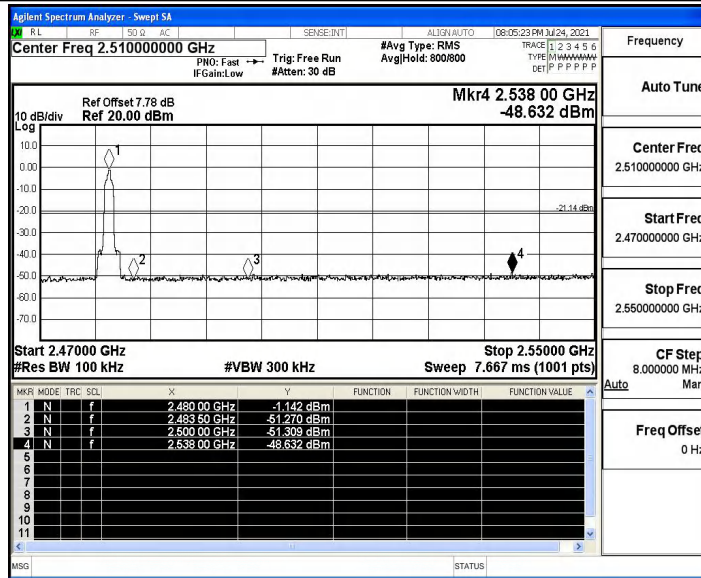 Agilent Spectrum Analyzer - Swept SA
LXI RL RF 50 Ω AC SENSE:INT ALIGN AUTO 08:05:23 PM Jul 24, 2021
Center Freq 2.510000000 GHz
PNO: Fast
IFGain:Low
Trig: Free Run
#Atten: 30 dB
#Avg Type: RMS
Avg|Hold: 800/800
TRACE 1 2 3 4 5 6
TYPE MWWWWW
DET P P P P P P
Ref Offset 7.78 dB
10 dB/div Ref 20.00 dBm
Log
Mkr4 2.538 00 GHz
-48.632 dBm
10.0
0.00
-10.0
-20.0
-30.0
-40.0
-50.0
-60.0
-70.0
1
2
3
4
-21.14 dBm
Start 2.47000 GHz Stop 2.55000 GHz
#Res BW 100 kHz #VBW 300 kHz Sweep 7.667 ms (1001 pts)
MKR MODE TRC SCL X Y FUNCTION FUNCTION WIDTH FUNCTION VALUE
1 N f 2.480 00 GHz -1.142 dBm
2 N f 2.483 50 GHz -51.270 dBm
3 N f 2.500 00 GHz -51.309 dBm
4 N f 2.538 00 GHz -48.632 dBm
5
6
7
8
9
10
11
MSG STATUS
Frequency
Auto Tune
Center Freq
2.510000000 GHz
Start Freq
2.470000000 GHz
Stop Freq
2.550000000 GHz
CF Step
8.000000 MHz
Auto Man
Freq Offset
0 Hz